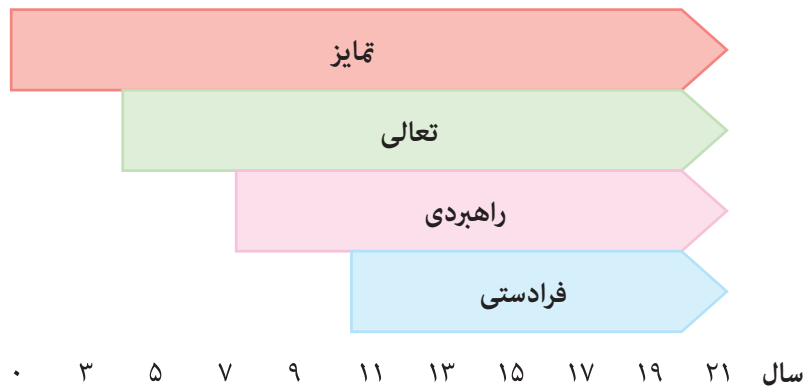 تمایز
تعالی
راهبردی
فرادستی
۰ ۳ ۵ ۷ ۹ ۱۱ ۱۳ ۱۵ ۱۷ ۱۹ ۲۱ سال